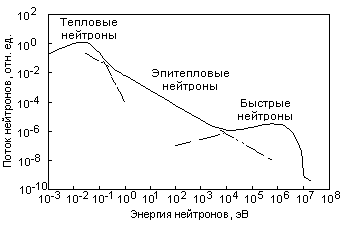 Поток нейтронов, отн. ед.
10^2
10^0
10^-2
10^-4
10^-6
10^-8
10^-10
Тепловые
нейтроны
Эпитепловые
нейтроны
Быстрые
нейтроны
10^-3 10^-2 10^-1 10^0 10^1 10^2 10^3 10^4 10^5 10^6 10^7 10^8
Энергия нейтронов, эВ